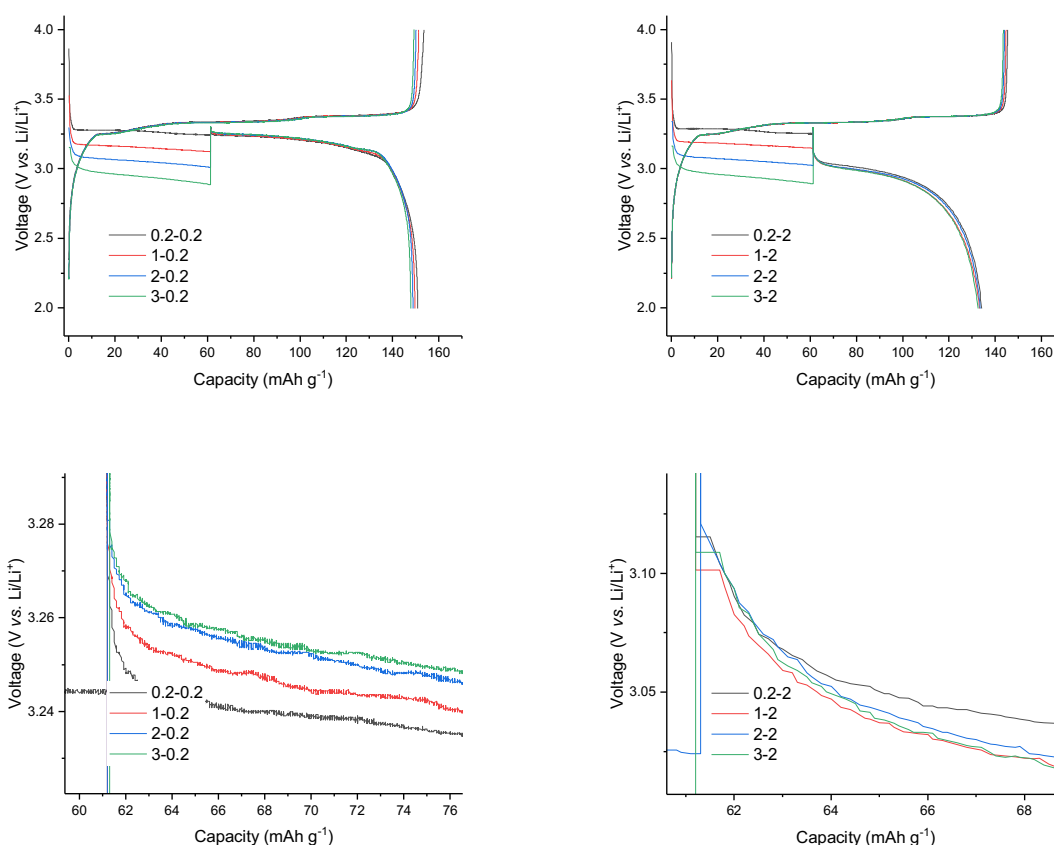 4.0
3.5
3.0
2.5
2.0
Voltage (V vs. Li/Li⁺)
0.2-0.2
1-0.2
2-0.2
3-0.2
0 20 40 60 80 100 120 140 160
Capacity (mAh g⁻¹)
4.0
3.5
3.0
2.5
2.0
Voltage (V vs. Li/Li⁺)
0.2-2
1-2
2-2
3-2
0 20 40 60 80 100 120 140 160
Capacity (mAh g⁻¹)
3.28
3.26
3.24
Voltage (V vs. Li/Li⁺)
0.2-0.2
1-0.2
2-0.2
3-0.2
60 62 64 66 68 70 72 74 76
Capacity (mAh g⁻¹)
3.10
3.05
Voltage (V vs. Li/Li⁺)
0.2-2
1-2
2-2
3-2
62 64 66 68
Capacity (mAh g⁻¹)